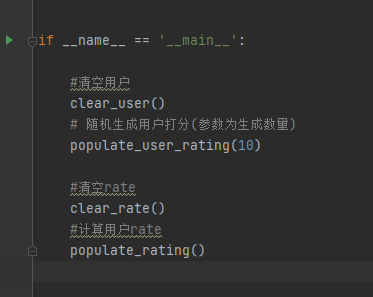 if __name__ == '__main__':
#清空用户
clear_user()
# 随机生成用户打分(参数为生成数量)
populate_user_rating(10)
#清空rate
clear_rate()
#计算用户rate
populate_rating()